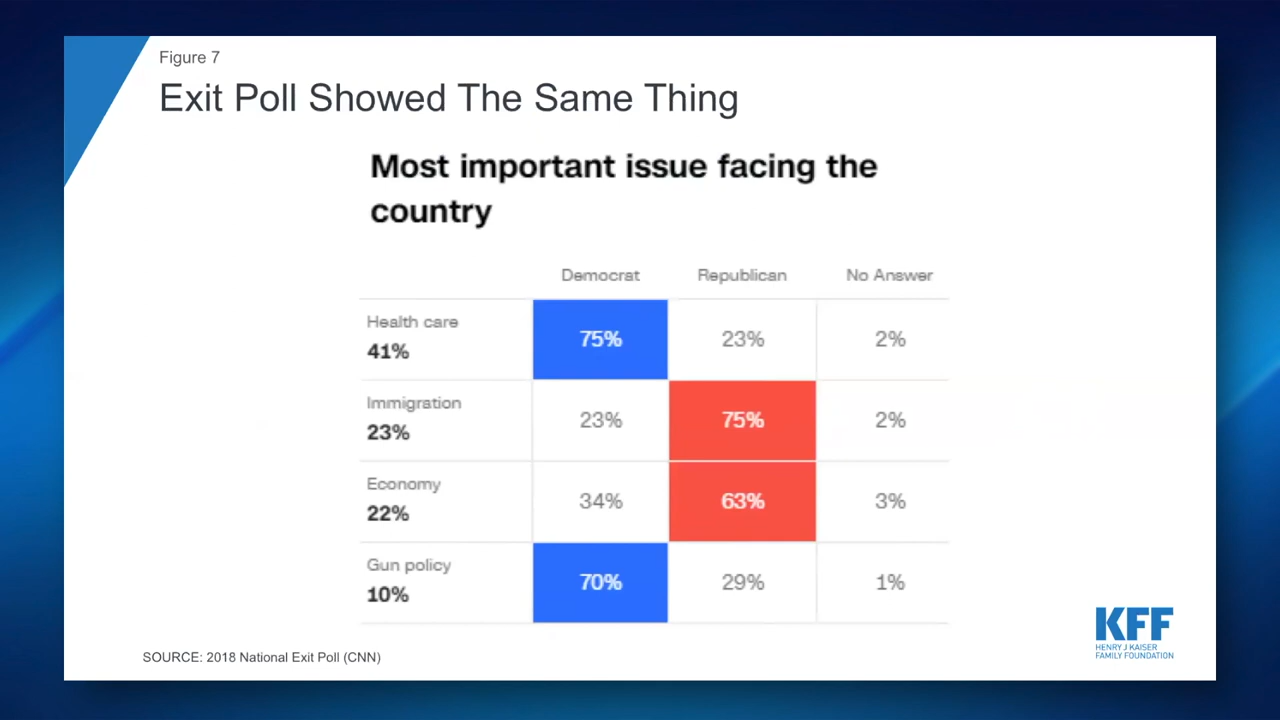 Figure 7
Exit Poll Showed The Same Thing
Most important issue facing the
country
Democrat Republican No Answer
Health care
41% 75% 23% 2%
Immigration
23% 23% 75% 2%
Economy
22% 34% 63% 3%
Gun policy
10% 70% 29% 1%
SOURCE: 2018 National Exit Poll (CNN)
KFF
HENRY J KAISER
FAMILY FOUNDATION